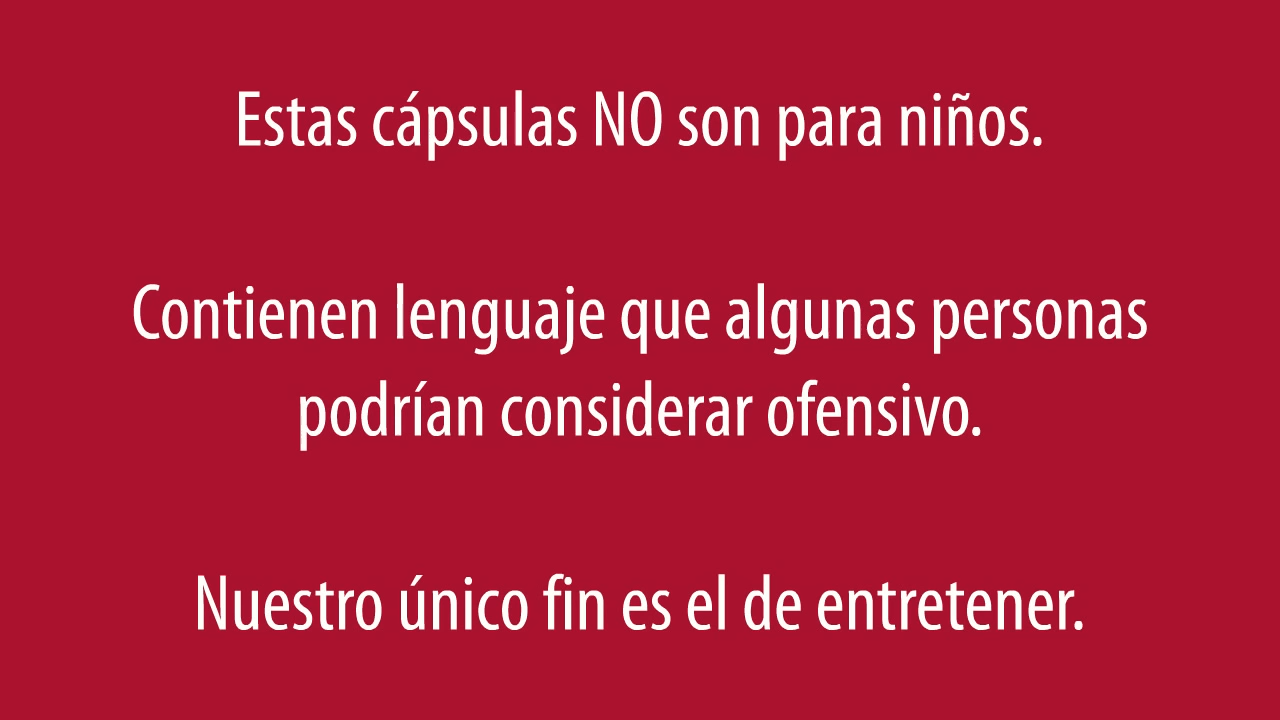 Estas cápsulas NO son para niños.
Contienen lenguaje que algunas personas
podrían considerar ofensivo.
Nuestro único fin es el de entretener.